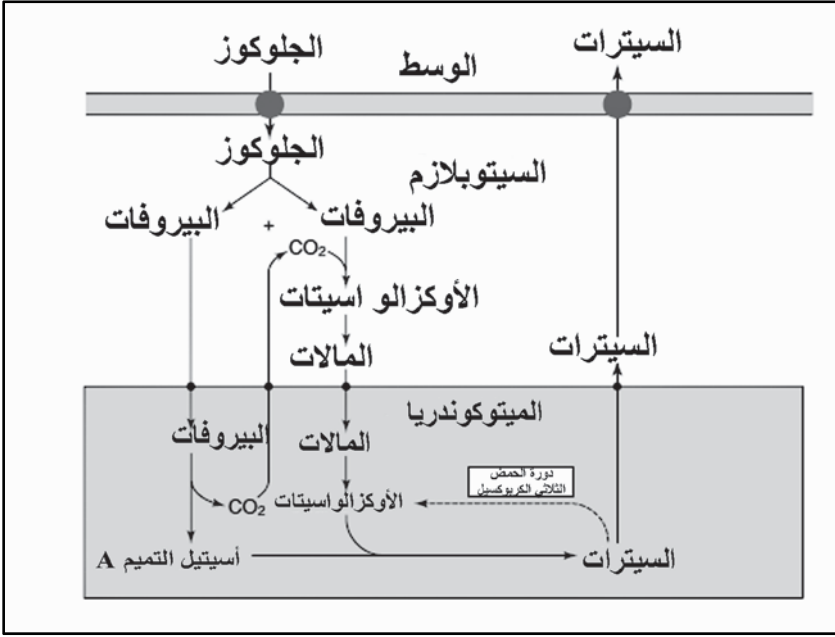 الجلوكوز
الوسط
السيترات
الجلوكوز
السيتوبلازم
البيروفات
+
البيروفات
CO₂
الأوكزالو اسيتات
المالات
السيترات
الميتوكوندريا
البيروفات
المالات
دورة الحمض
الثلاثي الكربوكسيل
CO₂
الأوكزالواسيتات
أسيتيل التميم A
السيترات